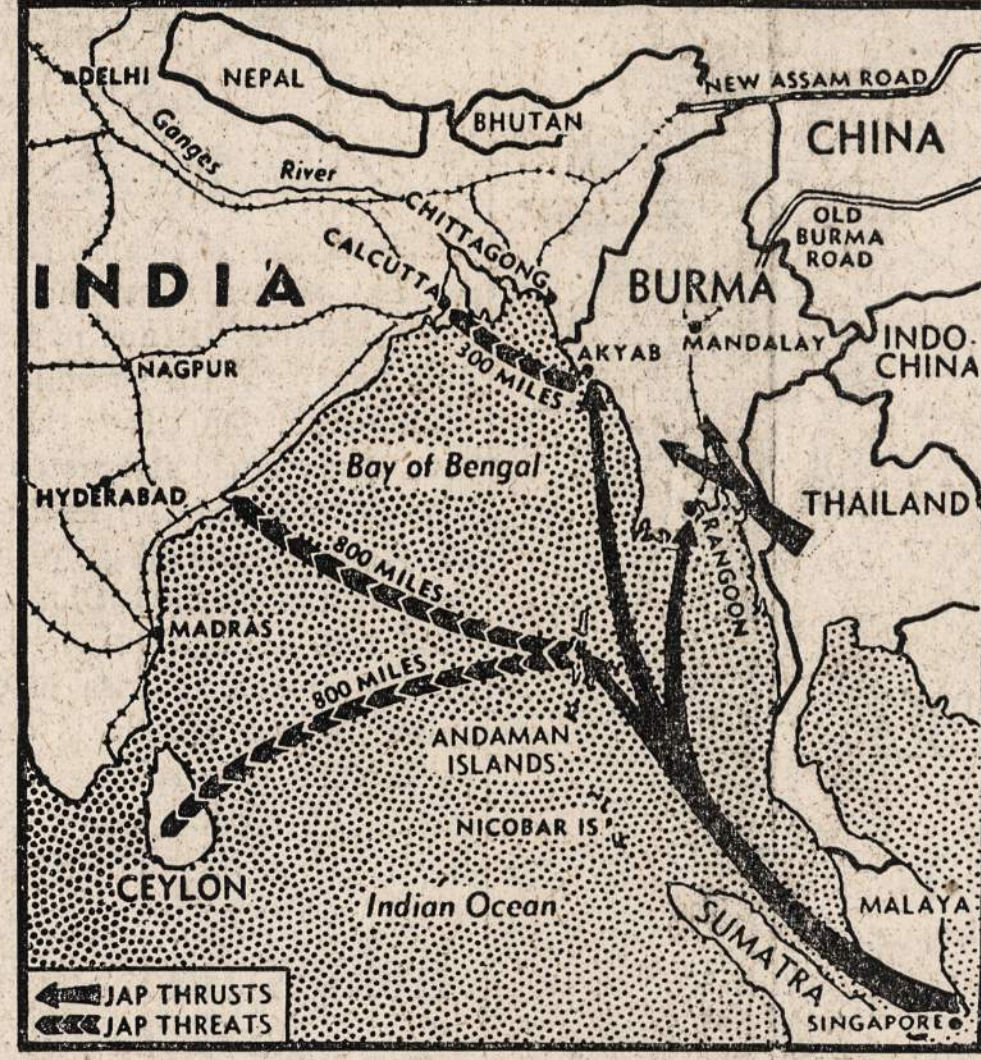 DELHI
NEPAL
BHUTAN
NEW ASSAM ROAD
CHINA
Ganges
River
CHITTAGONG
CALCUTTA
OLD
BURMA
ROAD
INDIA
BURMA
300 MILES
AKYAB
MANDALAY
INDO-
CHINA
NAGPUR
Bay of Bengal
HYDERABAD
THAILAND
RANGOON
800 MILES
MADRAS
800 MILES
ANDAMAN
ISLANDS
NICOBAR IS
CEYLON
Indian Ocean
SUMATRA
MALAYA
SINGAPORE
JAP THRUSTS
JAP THREATS